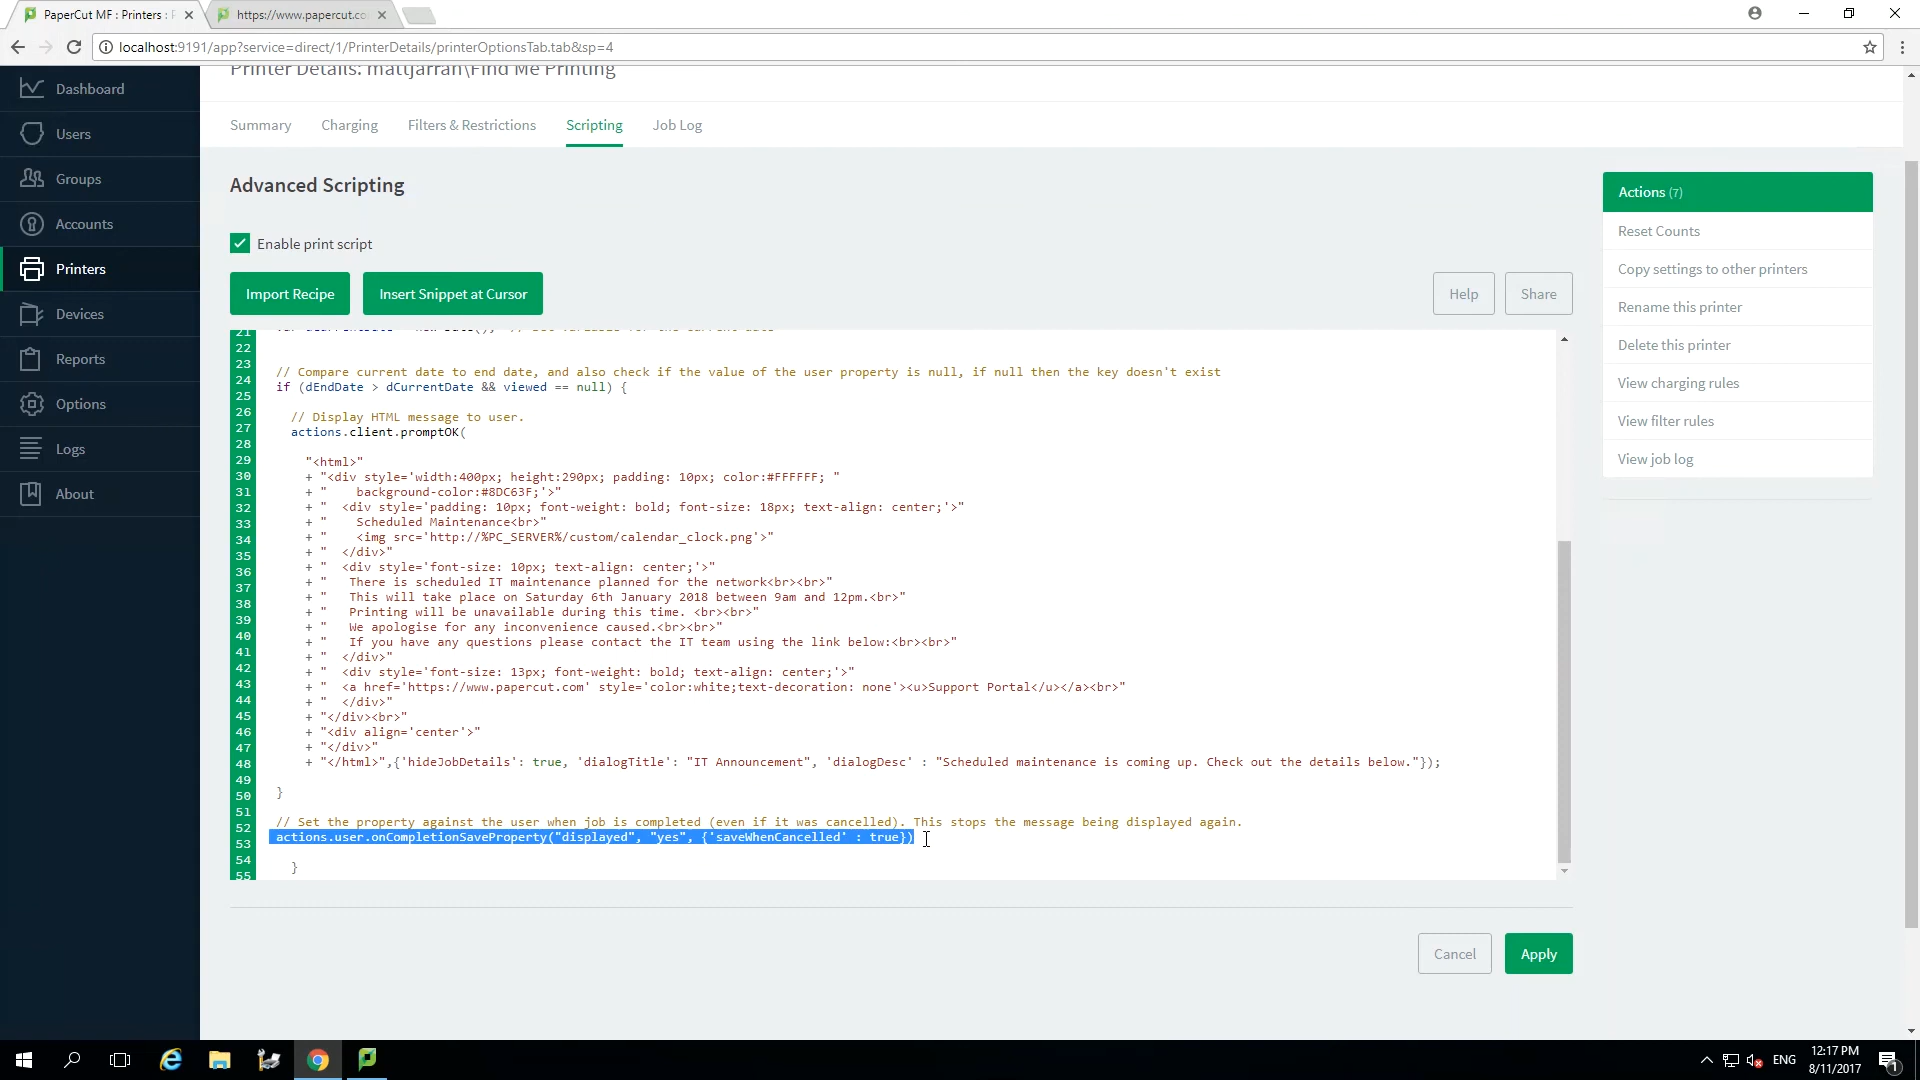 PaperCut MF : Printers :
https://www.papercut.co
localhost:9191/app?service=direct/1/PrinterDetails/printerOptionsTab.tab&sp=4
Dashboard
Users
Groups
Accounts
Printers
Devices
Reports
Options
Logs
About
Printer Details: mattjarran\Find Me Printing
Summary
Charging
Filters & Restrictions
Scripting
Job Log
Advanced Scripting
Enable print script
Import Recipe
Insert Snippet at Cursor
Help
Share
21
22
23
24
25
26
27
28
29
30
31
32
33
34
35
36
37
38
39
40
41
42
43
44
45
46
47
48
49
50
51
52
53
54
55
// Compare current date to end date, and also check if the value of the user property is null, if null then the key doesn't exist
if (dEndDate > dCurrentDate && viewed == null) {
// Display HTML message to user.
actions.client.promptOK(
"<html>"
+ "<div style='width:400px; height:290px; padding: 10px; color:#FFFFFF; "
+ "    background-color:#8DC63F;'>"
+ "  <div style='padding: 10px; font-weight: bold; font-size: 18px; text-align: center;'>"
+ "    Scheduled Maintenance<br>"
+ "    <img src='http://%PC_SERVER%/custom/calendar_clock.png'>"
+ "  </div>"
+ "  <div style='font-size: 10px; text-align: center;'>"
+ "   There is scheduled IT maintenance planned for the network<br><br>"
+ "   This will take place on Saturday 6th January 2018 between 9am and 12pm.<br>"
+ "   Printing will be unavailable during this time. <br><br>"
+ "   We apologise for any inconvenience caused.<br><br>"
+ "   If you have any questions please contact the IT team using the link below:<br><br>"
+ "  </div>"
+ "  <div style='font-size: 13px; font-weight: bold; text-align: center;'>"
+ "  <a href='https://www.papercut.com' style='color:white;text-decoration: none'><u>Support Portal</u></a><br>"
+ "  </div>"
+ "</div><br>"
+ "<div align='center'>"
+ "</div>"
+ "</html>",{'hideJobDetails': true, 'dialogTitle': "IT Announcement", 'dialogDesc' : "Scheduled maintenance is coming up. Check out the details below."});
}
// Set the property against the user when job is completed (even if it was cancelled). This stops the message being displayed again.
actions.user.onCompletionSaveProperty("displayed", "yes", {'saveWhenCancelled' : true})
}
Cancel
Apply
Actions (7)
Reset Counts
Copy settings to other printers
Rename this printer
Delete this printer
View charging rules
View filter rules
View job log
ENG
12:17 PM
8/11/2017
1